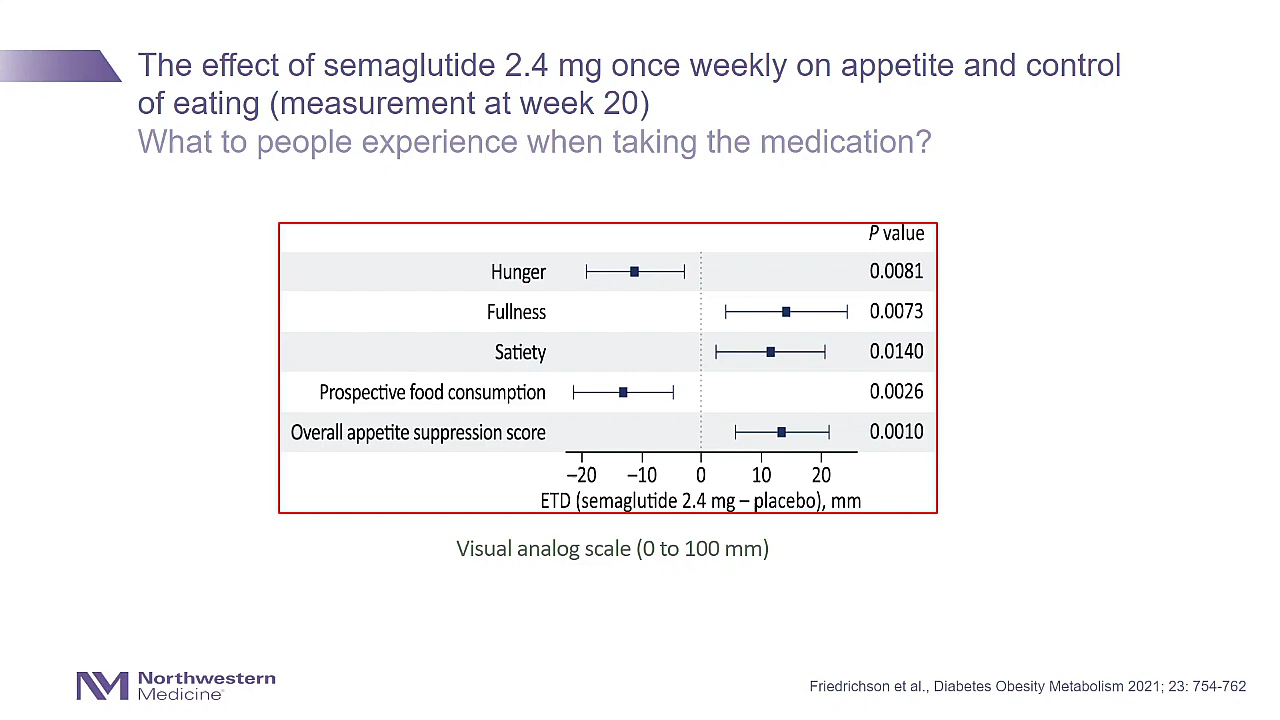 The effect of semaglutide 2.4 mg once weekly on appetite and control
of eating (measurement at week 20)
What to people experience when taking the medication?
P value
Hunger 0.0081
Fullness 0.0073
Satiety 0.0140
Prospective food consumption 0.0026
Overall appetite suppression score 0.0010
–20 –10 0 10 20
ETD (semaglutide 2.4 mg – placebo), mm
Visual analog scale (0 to 100 mm)
NM Northwestern
Medicine®
Friedrichson et al., Diabetes Obesity Metabolism 2021; 23: 754-762